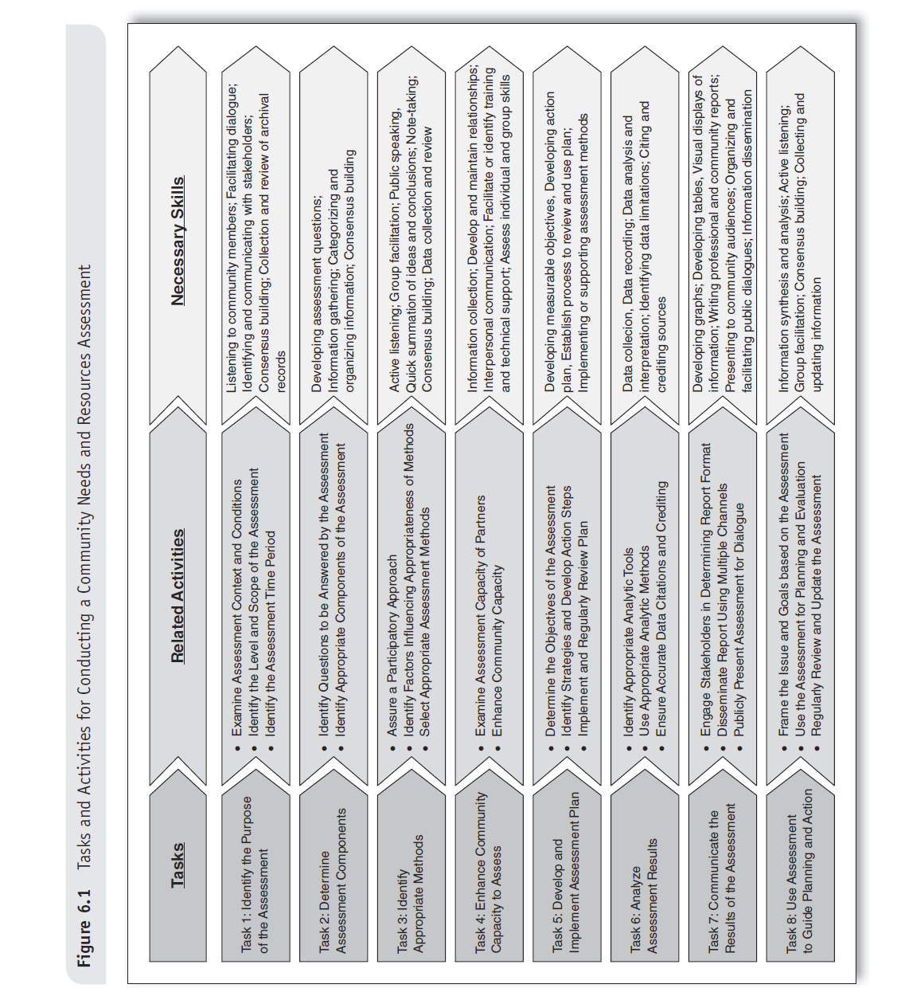 Figure 6.1 Tasks and Activities for Conducting a Community Needs and Resources Assessment
Tasks
Related Activities
Necessary Skills
Task 1: Identify the Purpose
of the Assessment
• Examine Assessment Context and Conditions
• Identify the Level and Scope of the Assessment
• Identify the Assessment Time Period
Listening to community members; Facilitating dialogue;
Identifying and communicating with stakeholders;
Consensus building; Collection and review of archival
records
Task 2: Determine
Assessment Components
• Identify Questions to be Answered by the Assessment
• Identify Appropriate Components of the Assessment
Developing assessment questions;
Information gathering; Categorizing and
organizing information; Consensus building
Task 3: Identify
Appropriate Methods
• Assure a Participatory Approach
• Identify Factors Influencing Appropriateness of Methods
• Select Appropriate Assessment Methods
Active listening; Group facilitation; Public speaking,
Quick summation of ideas and conclusions; Note-taking;
Consensus building; Data collection and review
Task 4: Enhance Community
Capacity to Assess
• Examine Assessment Capacity of Partners
• Enhance Community Capacity
Information collection; Develop and maintain relationships;
Interpersonal communication; Facilitate or identify training
and technical support; Assess individual and group skills
Task 5: Develop and
Implement Assessment Plan
• Determine the Objectives of the Assessment
• Identify Strategies and Develop Action Steps
• Implement and Regularly Review Plan
Developing measurable objectives, Developing action
plan, Establish process to review and use plan;
Implementing or supporting assessment methods
Task 6: Analyze
Assessment Results
• Identify Appropriate Analytic Tools
• Use Appropriate Analytic Methods
• Ensure Accurate Data Citations and Crediting
Data collecion, Data recording; Data analysis and
interpretation; Identifying data limitations; Citing and
crediting sources
Task 7: Communicate the
Results of the Assessment
• Engage Stakeholders in Determining Report Format
• Disseminate Report Using Multiple Channels
• Publicly Present Assessment for Dialogue
Developing graphs; Developing tables, Visual displays of
information; Writing professional and community reports;
Presenting to community audiences; Organizing and
facilitating public dialogues; Information dissemination
Task 8: Use Assessment
to Guide Planning and Action
• Frame the Issue and Goals based on the Assessment
• Use the Assessment for Planning and Evaluation
• Regularly Review and Update the Assessment
Information synthesis and analysis; Active listening;
Group facilitation; Consensus building; Collecting and
updating information